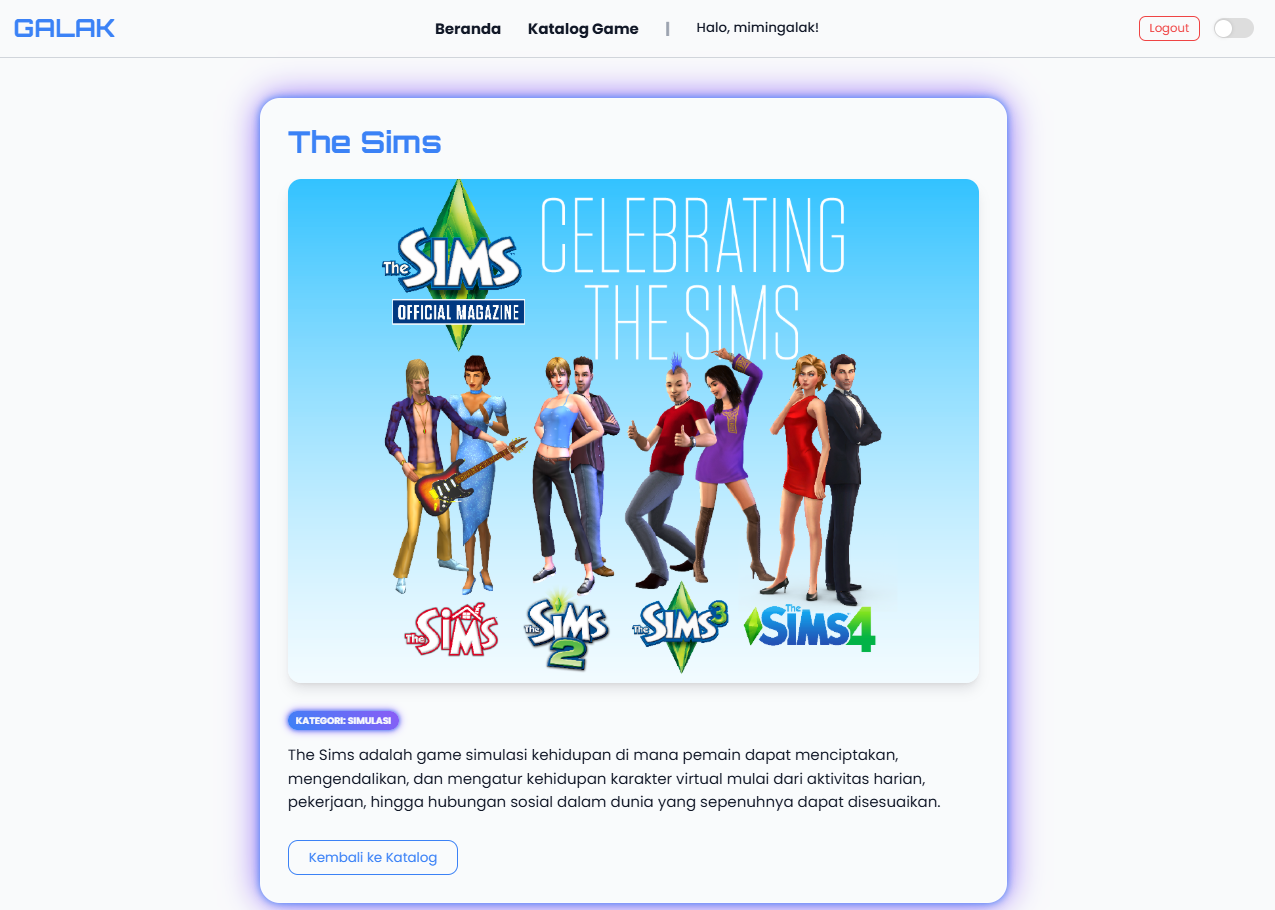 GALAK
Beranda
Katalog Game
|
Halo, mimingalak!
Logout
The Sims
The SIMS
OFFICIAL MAGAZINE
CELEBRATING
THE SIMS
The SIMS
The SIMS 2
The SIMS 3
The SIMS 4
KATEGORI: SIMULASI
The Sims adalah game simulasi kehidupan di mana pemain dapat menciptakan,
mengendalikan, dan mengatur kehidupan karakter virtual mulai dari aktivitas harian,
pekerjaan, hingga hubungan sosial dalam dunia yang sepenuhnya dapat disesuaikan.
Kembali ke Katalog